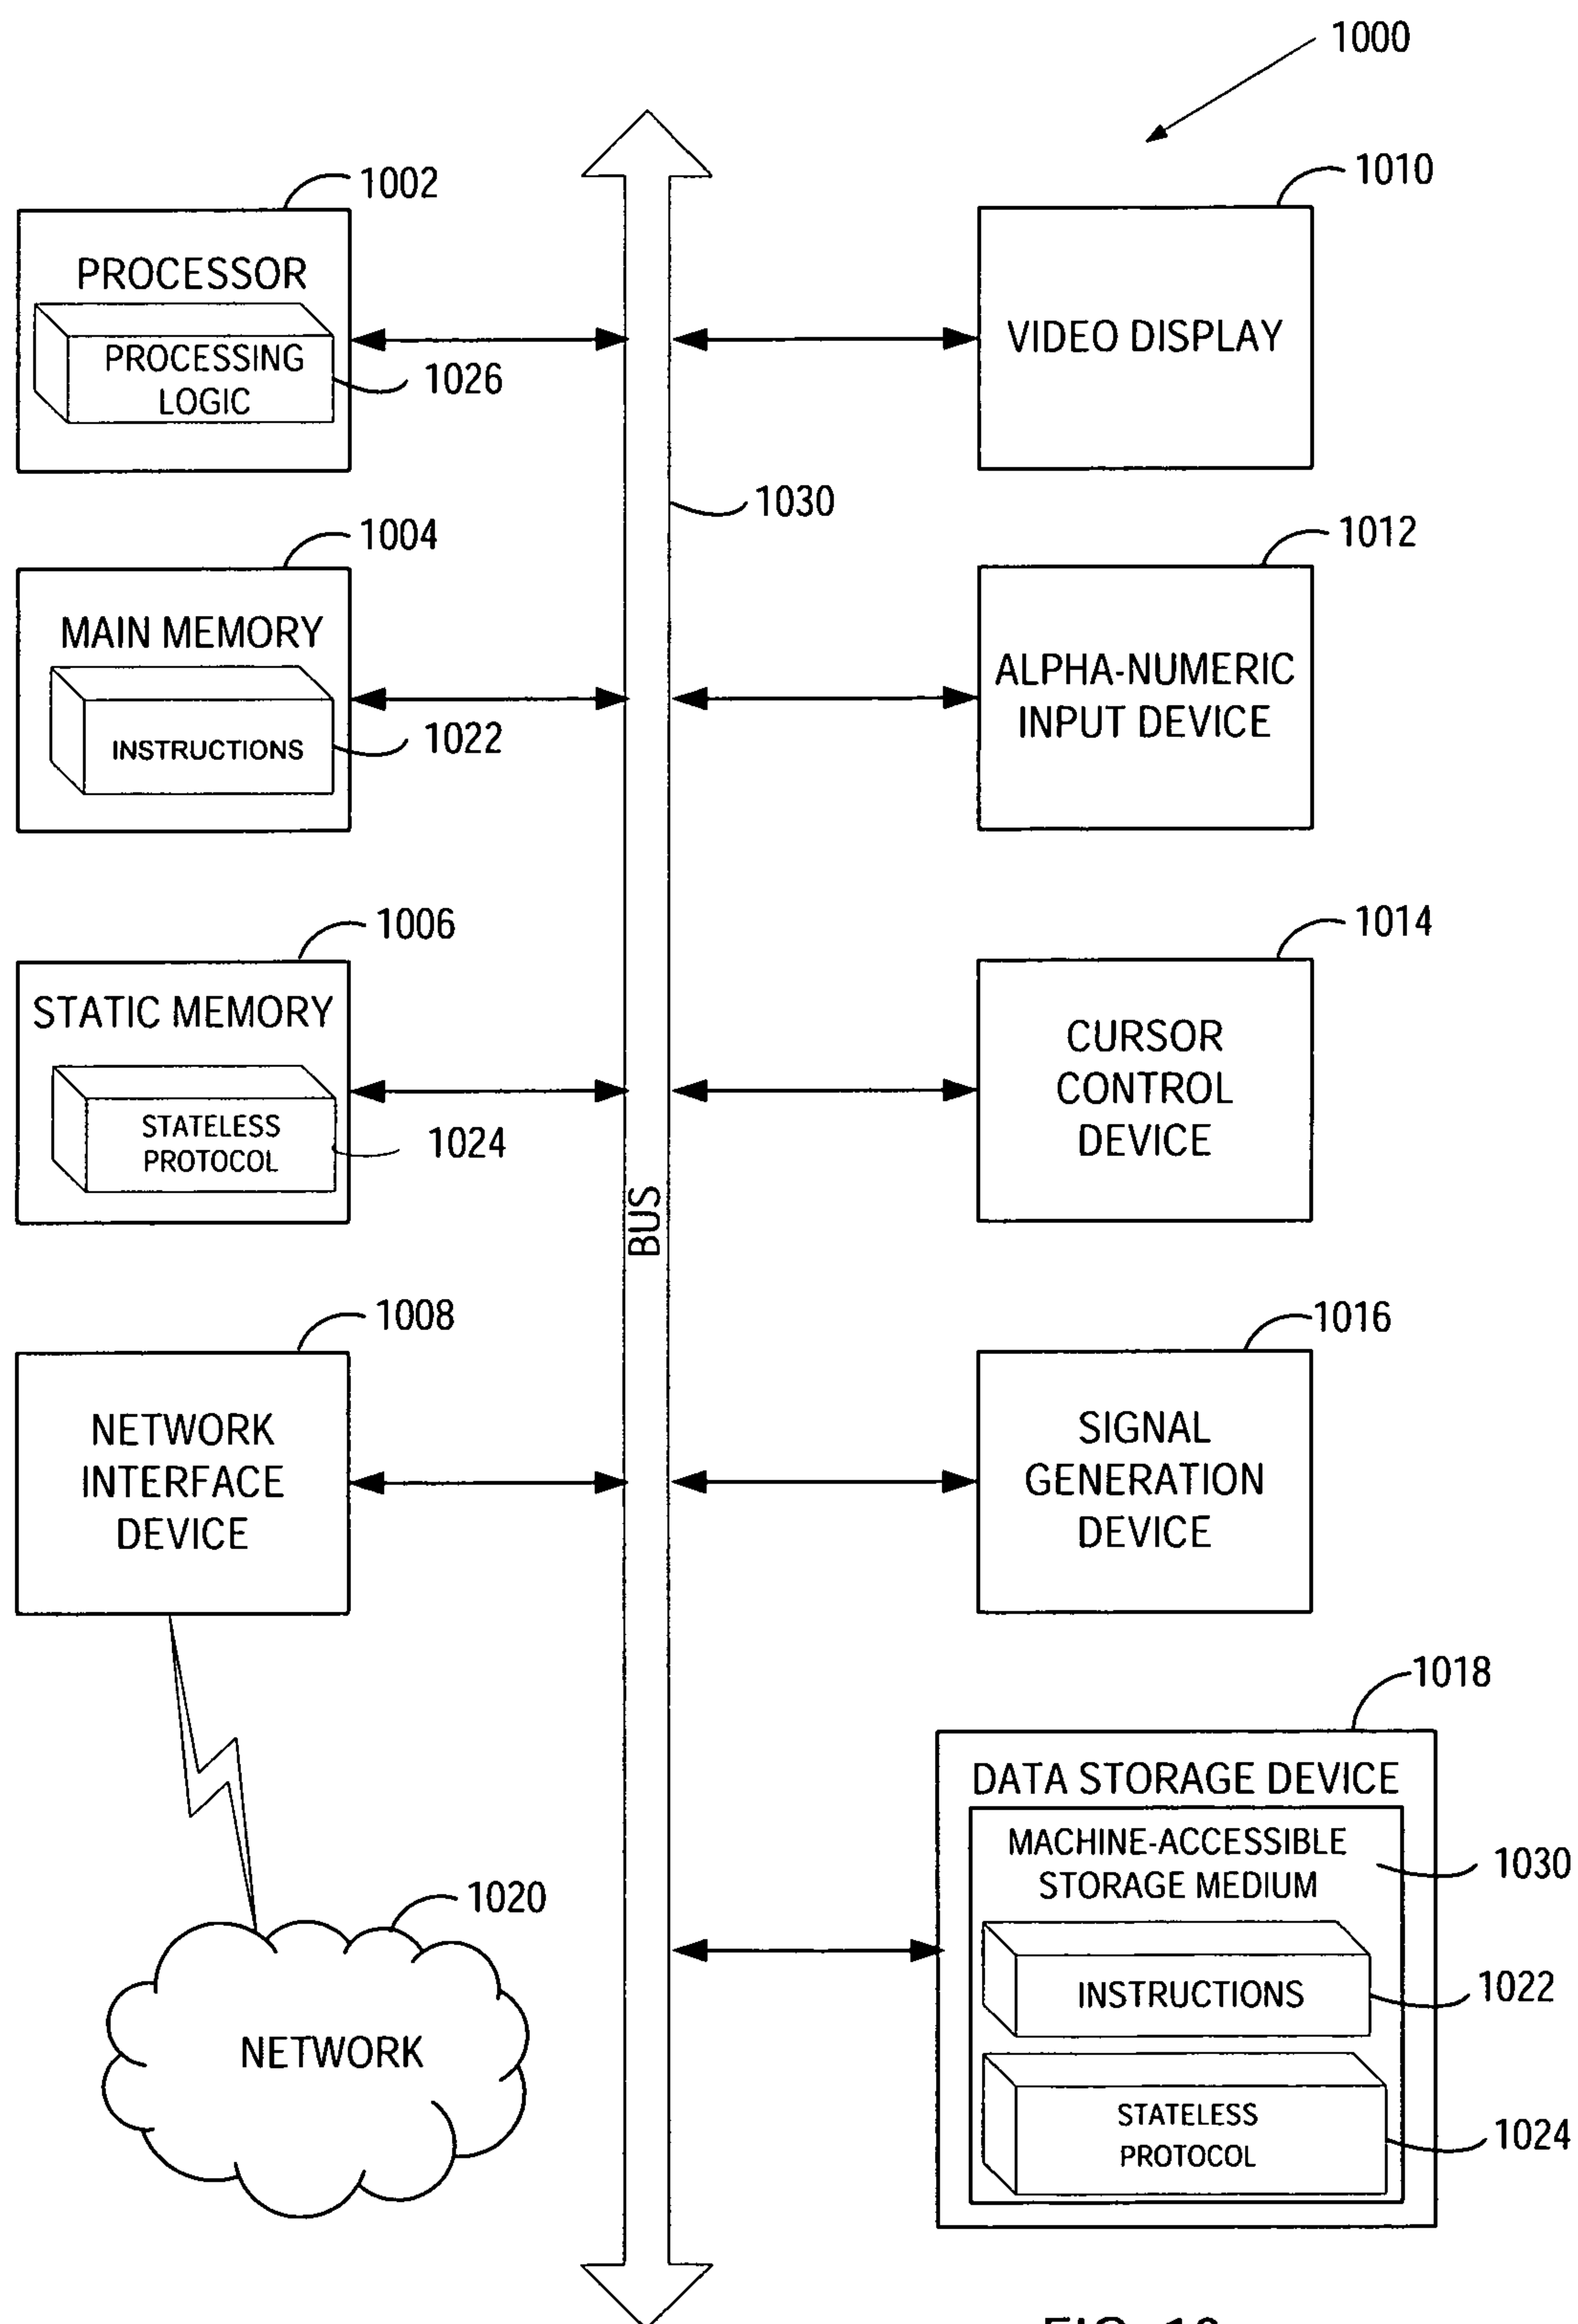 1000
1002
PROCESSOR
PROCESSING
LOGIC
1026
1010
VIDEO DISPLAY
1030
1004
MAIN MEMORY
INSTRUCTIONS
1022
1012
ALPHA-NUMERIC
INPUT DEVICE
1006
STATIC MEMORY
STATELESS
PROTOCOL
1024
1014
CURSOR
CONTROL
DEVICE
BUS
1008
NETWORK
INTERFACE
DEVICE
1016
SIGNAL
GENERATION
DEVICE
1018
DATA STORAGE DEVICE
MACHINE-ACCESSIBLE
STORAGE MEDIUM
1030
INSTRUCTIONS
1022
STATELESS
PROTOCOL
1024
1020
NETWORK